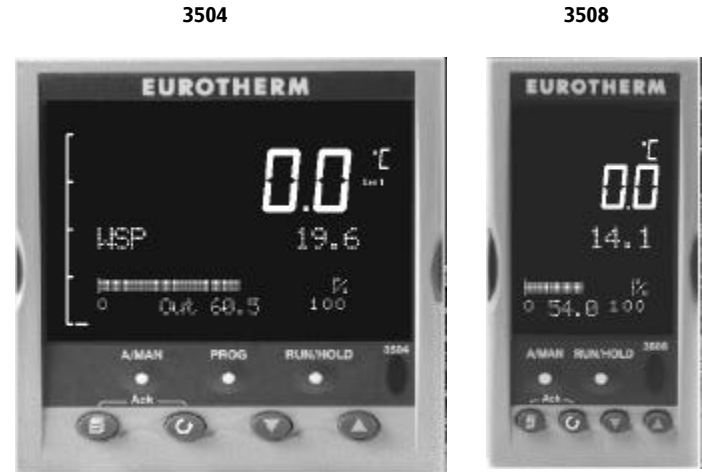 3504 3508
EUROTHERM
0.0 °C
WSP 19.6
%
0 Out 60.5 100
A/MAN PROG RUN/HOLD 3504
Ack
EUROTHERM
°C
0.0
14.1
%
0 54.0 100
A/MAN RUN/HOLD 3508
Ack